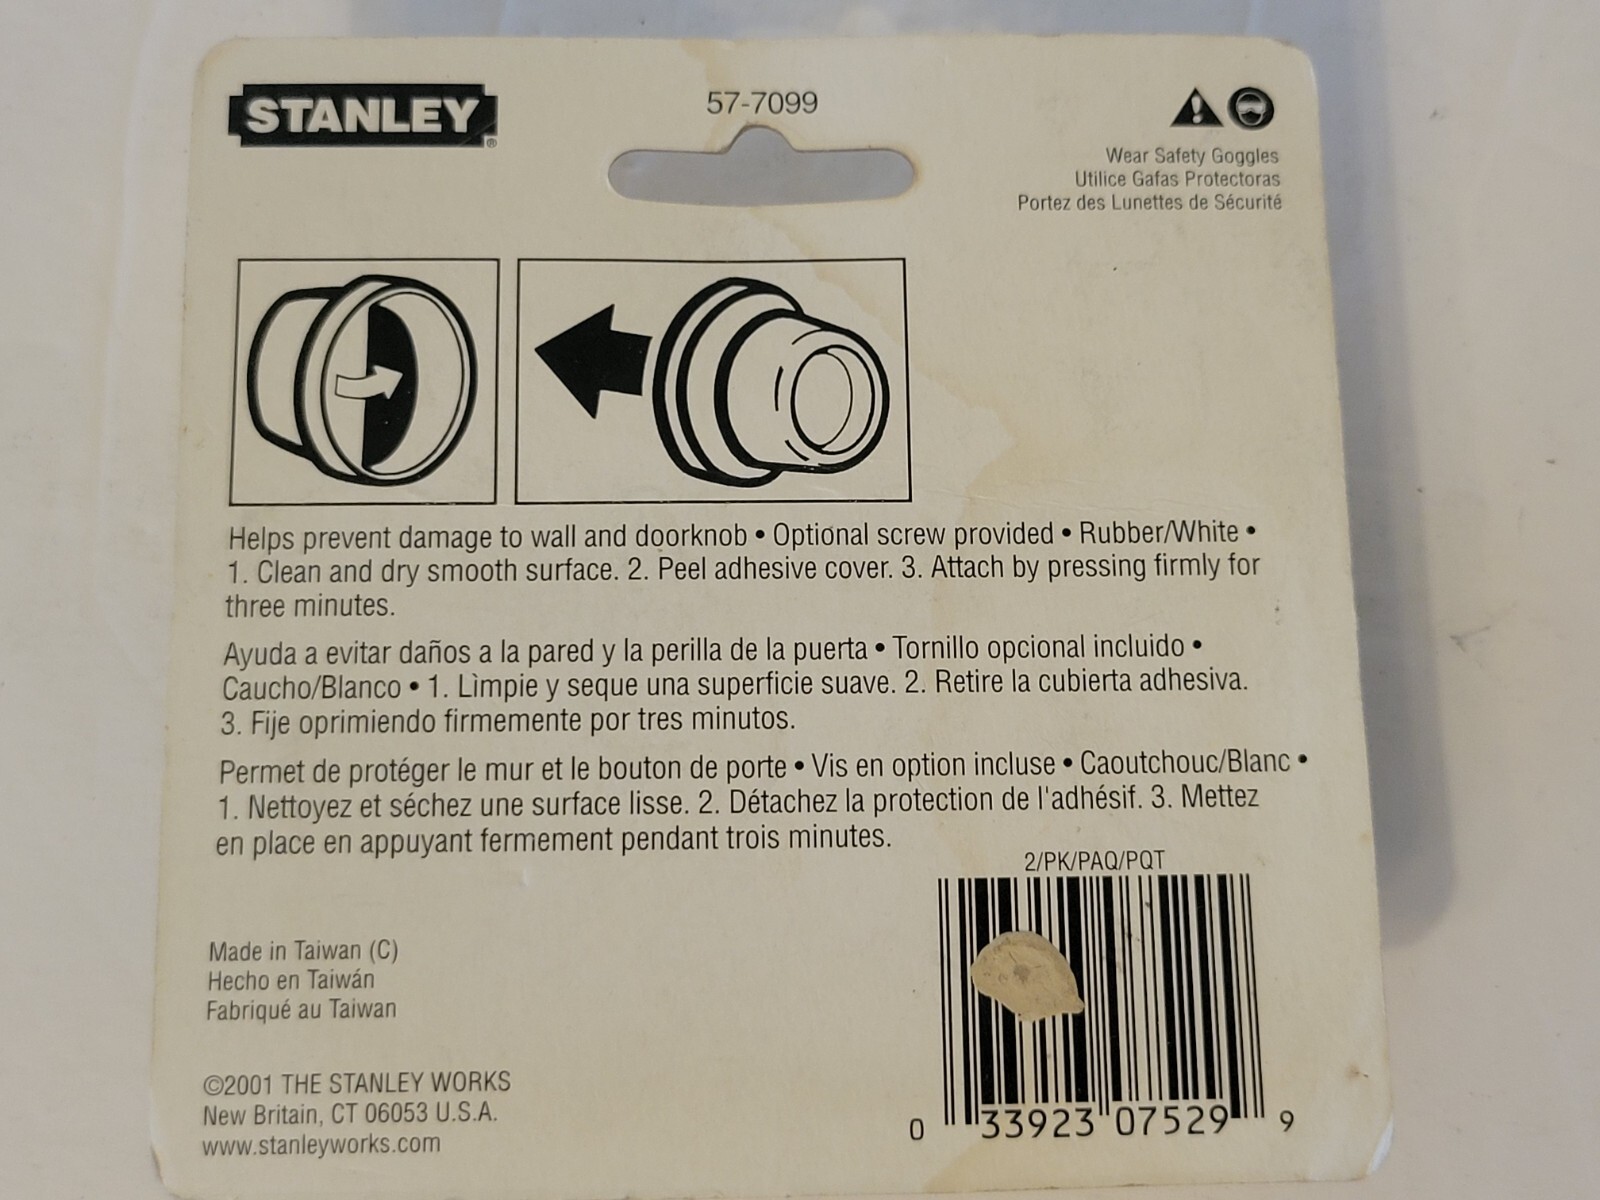 STANLEY®
57-7099
Wear Safety Goggles
Utilice Gafas Protectoras
Portez des Lunettes de Sécurité
Helps prevent damage to wall and doorknob • Optional screw provided • Rubber/White •
1. Clean and dry smooth surface. 2. Peel adhesive cover. 3. Attach by pressing firmly for
three minutes.
Ayuda a evitar daños a la pared y la perilla de la puerta • Tornillo opcional incluido •
Caucho/Blanco • 1. Lìmpie y seque una superficie suave. 2. Retire la cubierta adhesiva.
3. Fije oprimiendo firmemente por tres minutos.
Permet de protéger le mur et le bouton de porte • Vis en option incluse • Caoutchouc/Blanc •
1. Nettoyez et séchez une surface lisse. 2. Détachez la protection de l'adhésif. 3. Mettez
en place en appuyant fermement pendant trois minutes.
2/PK/PAQ/PQT
Made in Taiwan (C)
Hecho en Taiwán
Fabriqué au Taiwan
©2001 THE STANLEY WORKS
New Britain, CT 06053 U.S.A.
www.stanleyworks.com
0 33923 07529 9